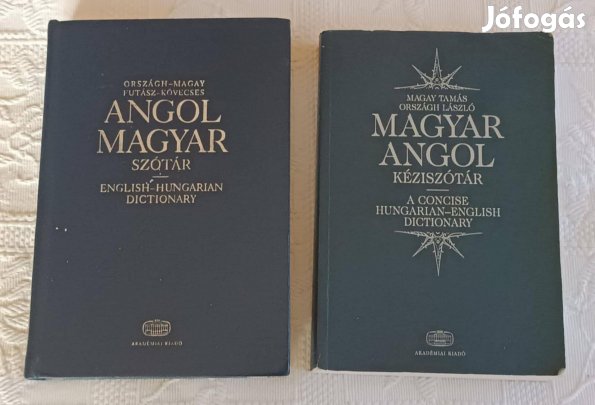 Jófogás
ORSZÁGH–MAGAY
FUTÁSZ–KÖVECSES
ANGOL
MAGYAR
SZÓTÁR
ENGLISH–HUNGARIAN
DICTIONARY
AKADÉMIAI KIADÓ
MAGAY TAMÁS
ORSZÁGH LÁSZLÓ
MAGYAR
ANGOL
KÉZISZÓTÁR
A CONCISE
HUNGARIAN–ENGLISH
DICTIONARY
AKADÉMIAI KIADÓ